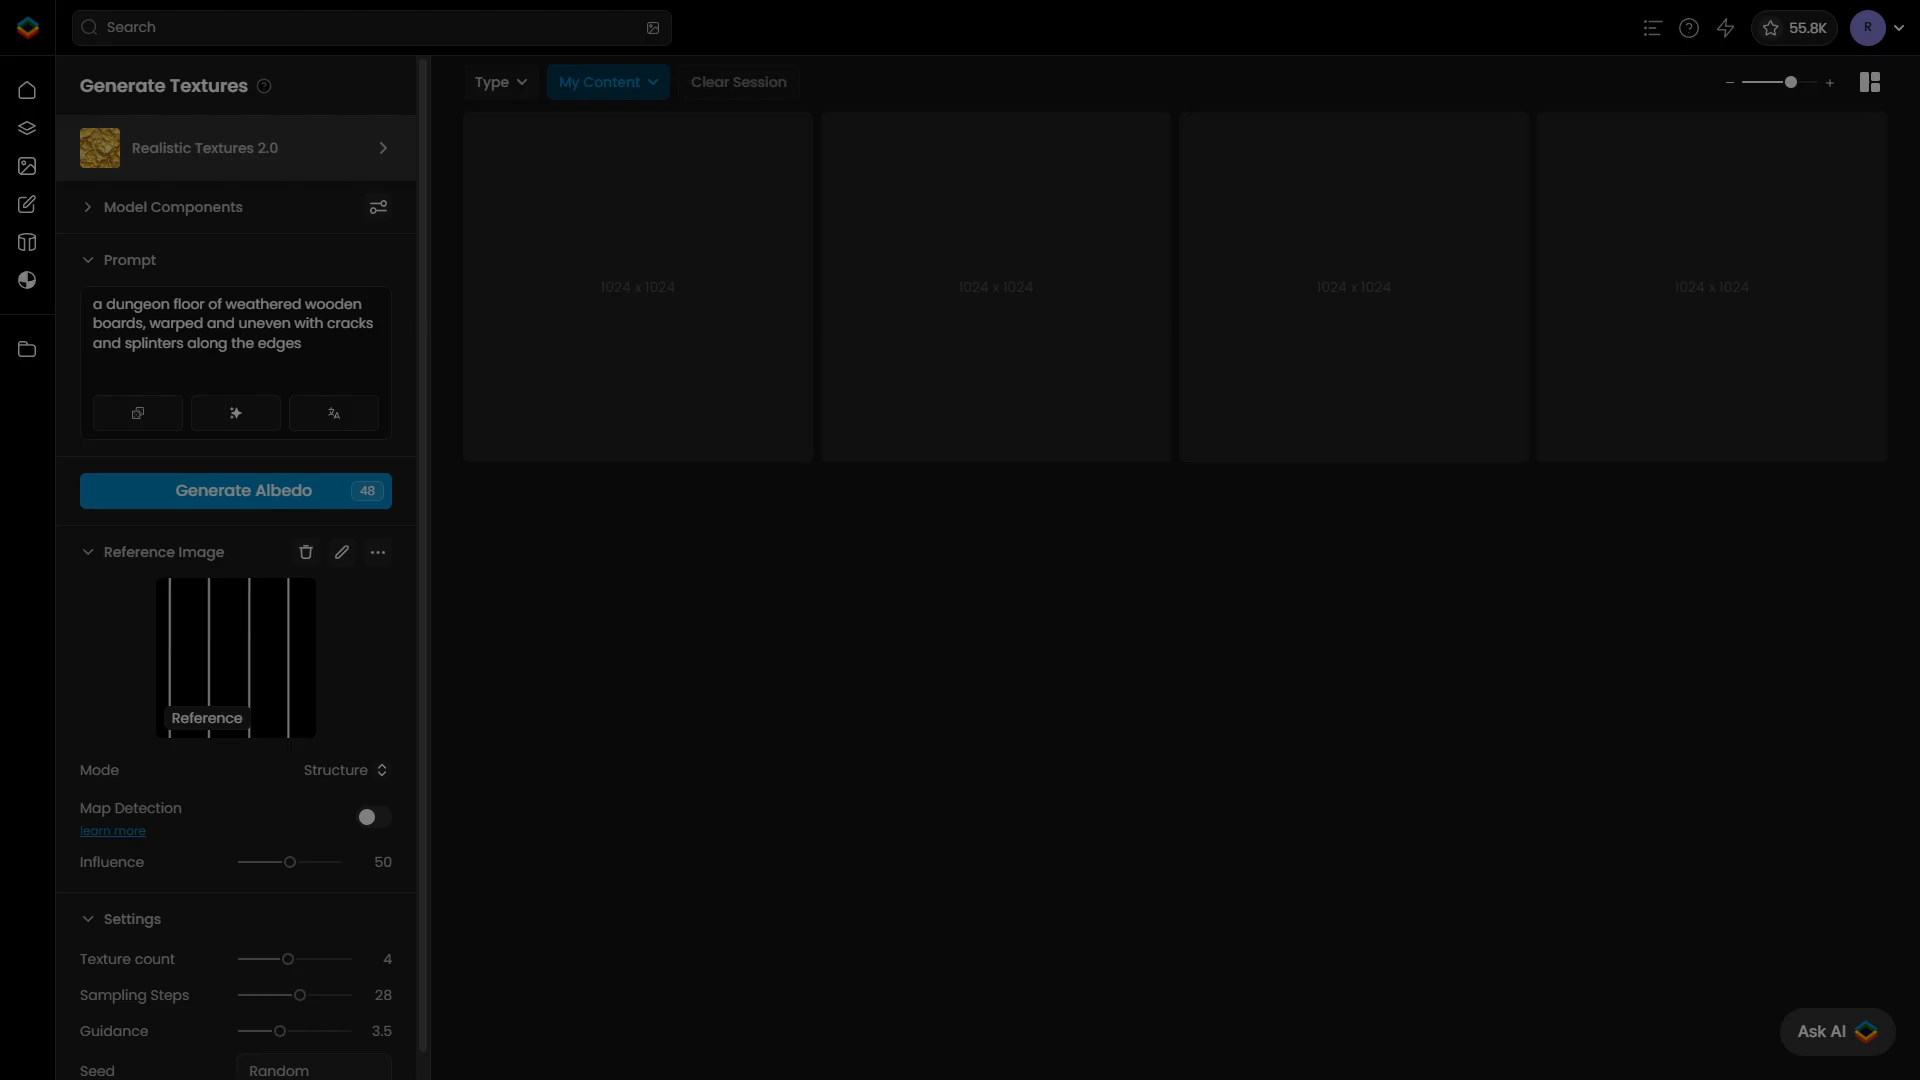 Search
55.8K
R
Generate Textures
Type
My Content
Clear Session
Realistic Textures 2.0
Model Components
Prompt
a dungeon floor of weathered wooden
boards, warped and uneven with cracks
and splinters along the edges
Generate Albedo
48
Reference Image
Reference
Mode
Structure
Map Detection
learn more
Influence
50
Settings
Texture count
4
Sampling Steps
28
Guidance
3.5
Seed
Random
1024 x 1024
1024 x 1024
1024 x 1024
1024 x 1024
Ask AI